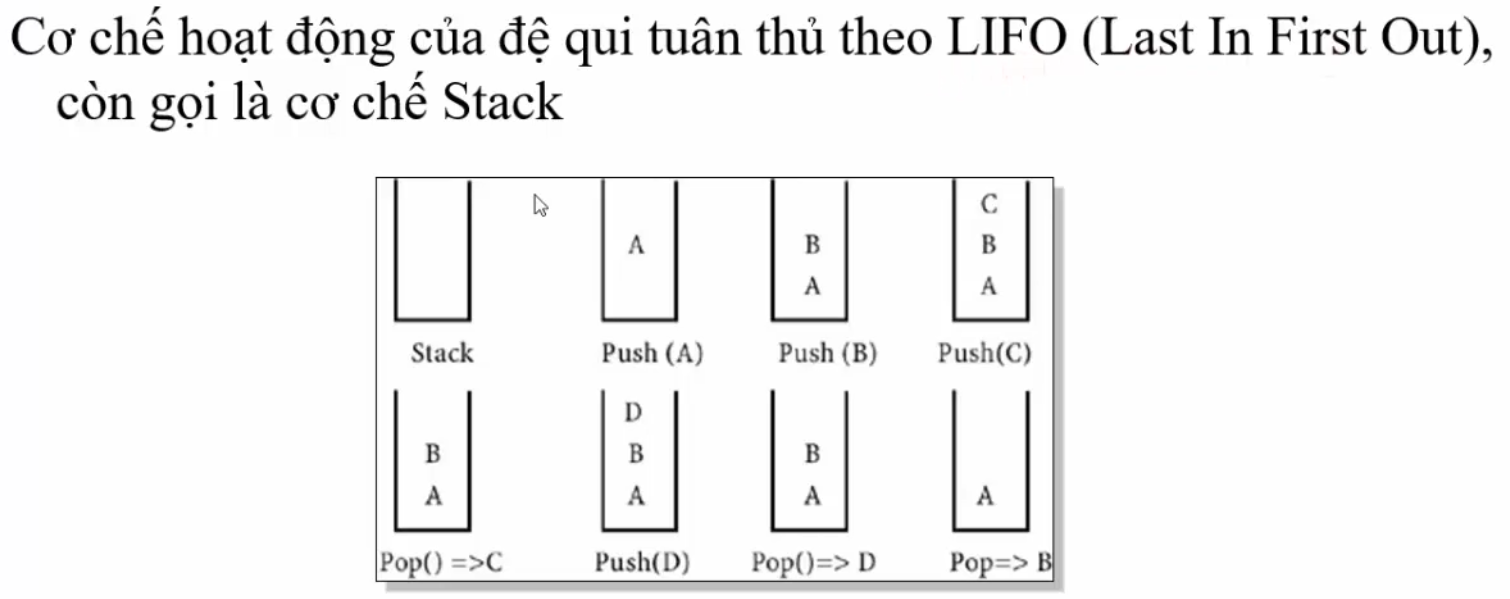 Cơ chế hoạt động của đệ qui tuân thủ theo LIFO (Last In First Out),
còn gọi là cơ chế Stack
C
A B B
A A
Stack Push (A) Push (B) Push(C)
D
B B B
A A A A
Pop() =>C Push(D) Pop()=> D Pop=> B